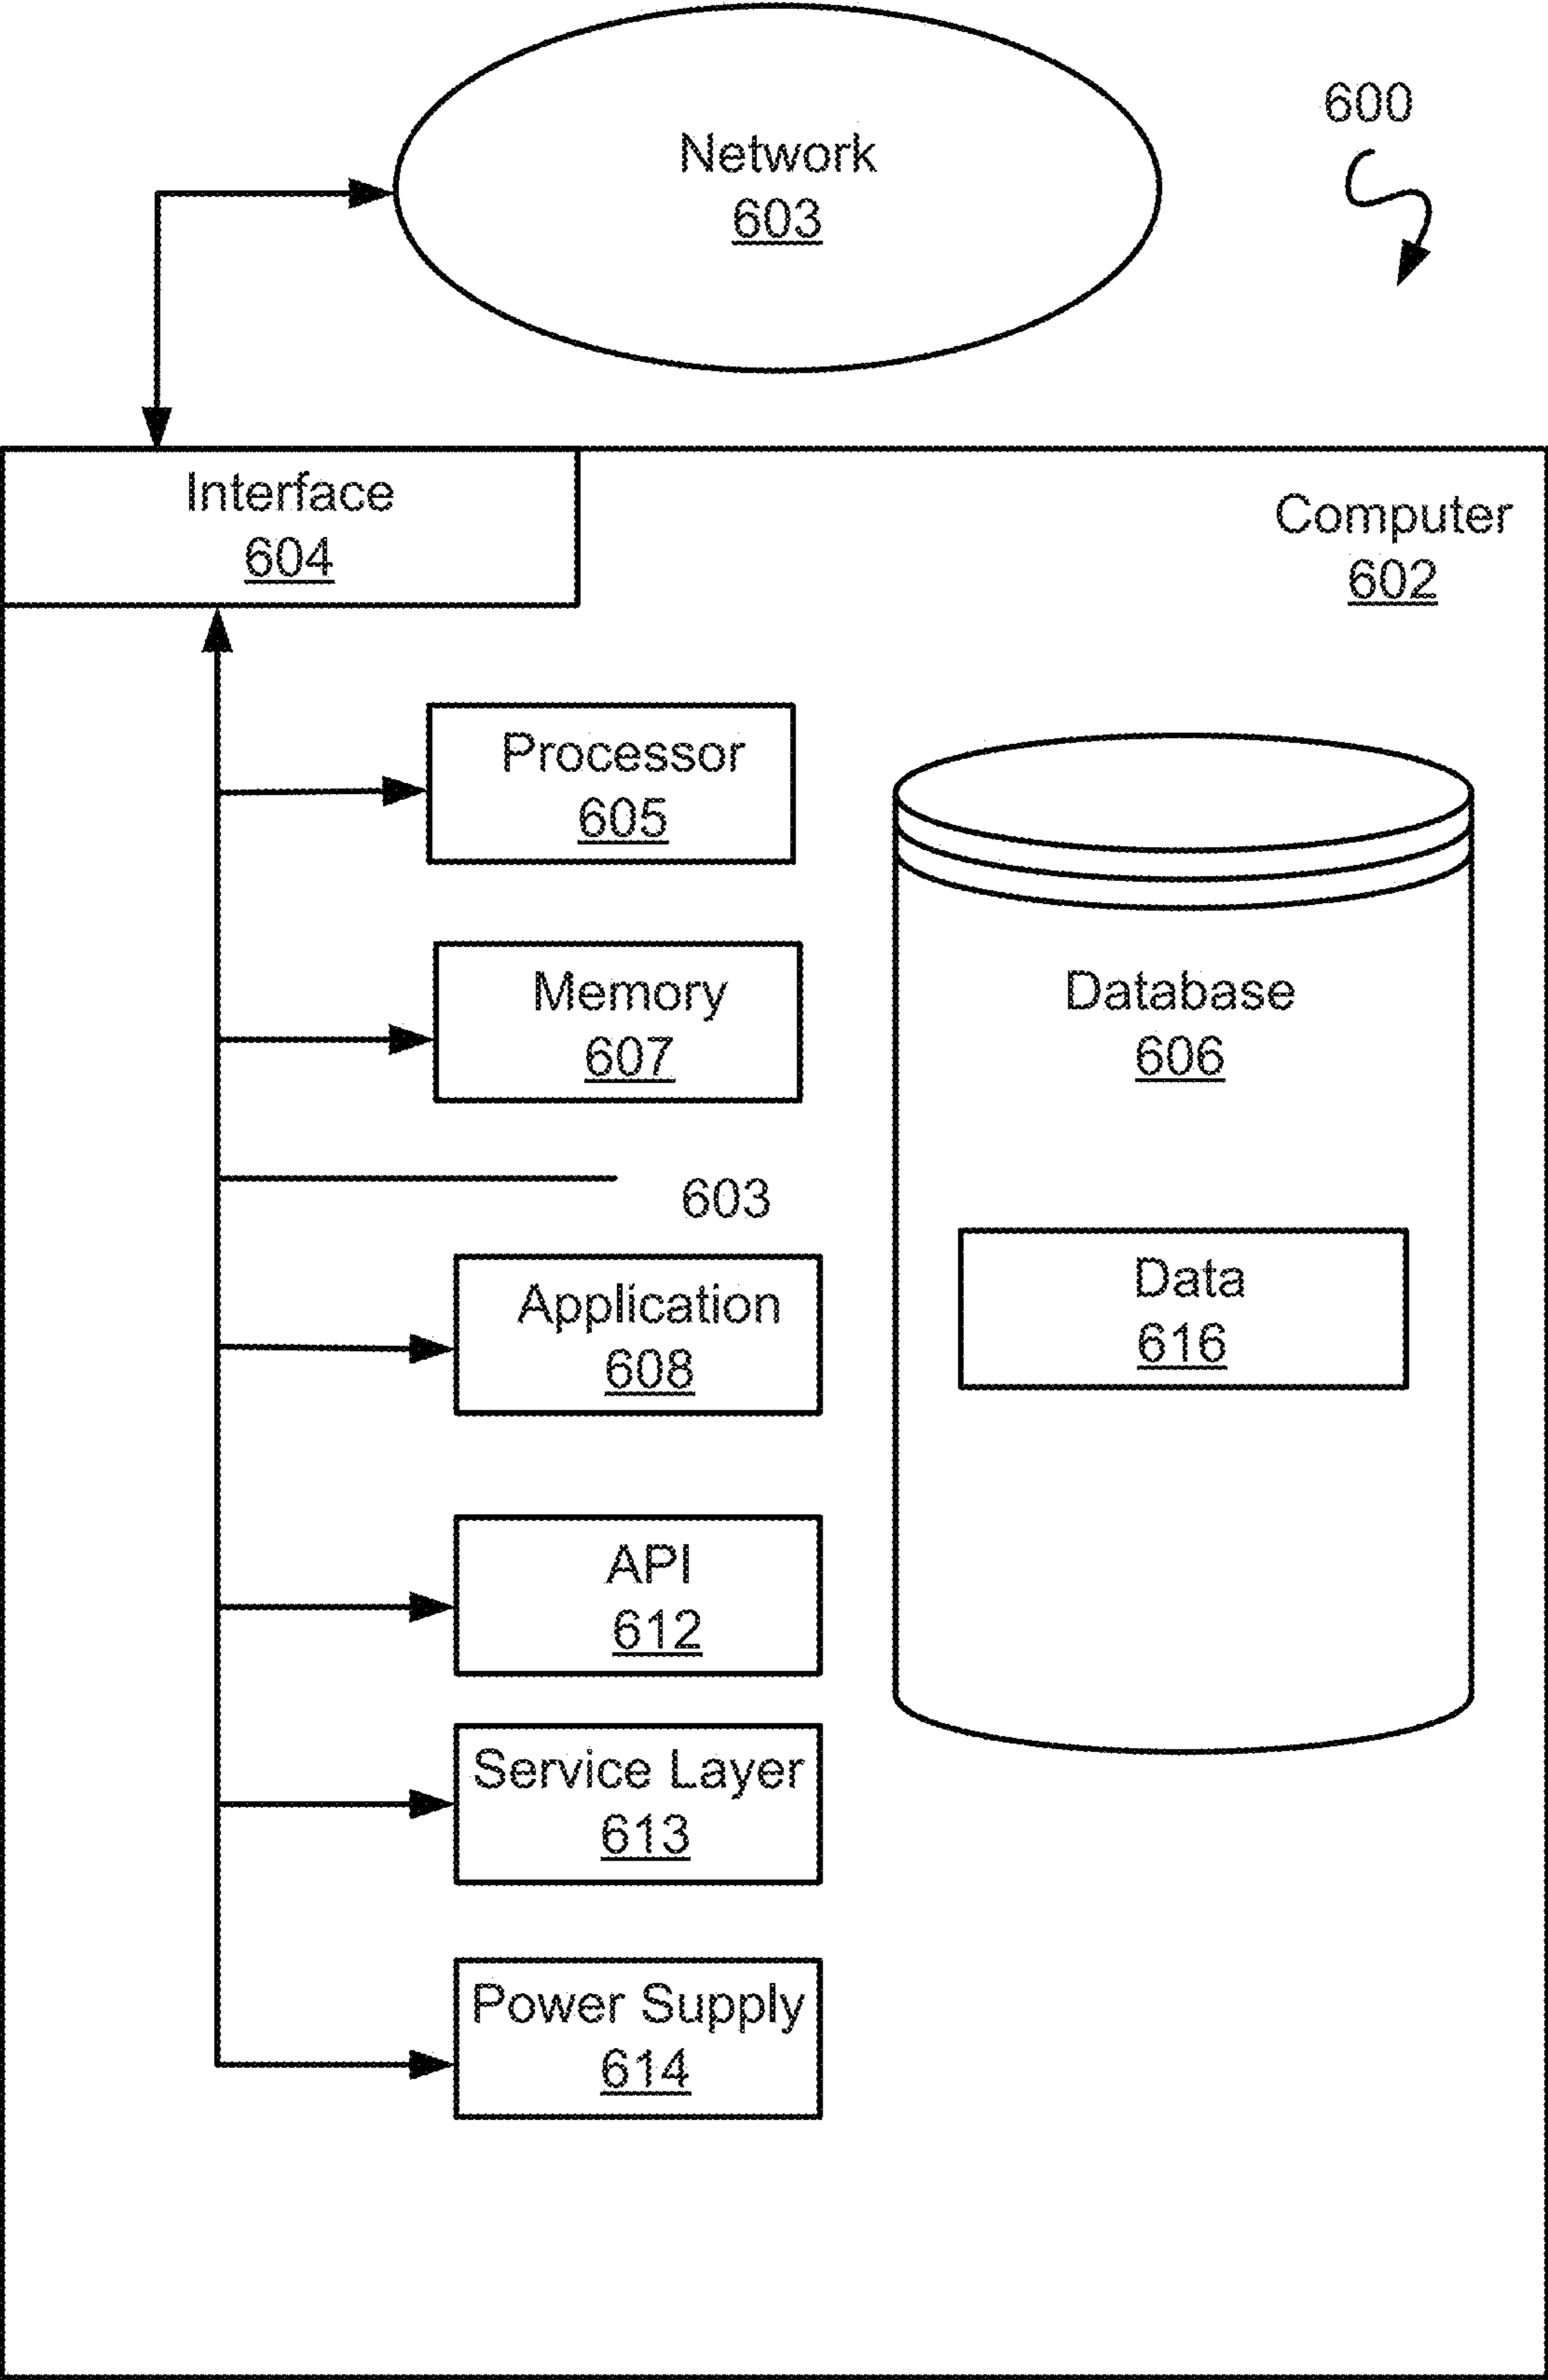 Network
603
600
Interface
604
Computer
602
Processor
605
Memory
607
Database
606
603
Data
616
Application
608
API
612
Service Layer
613
Power Supply
614